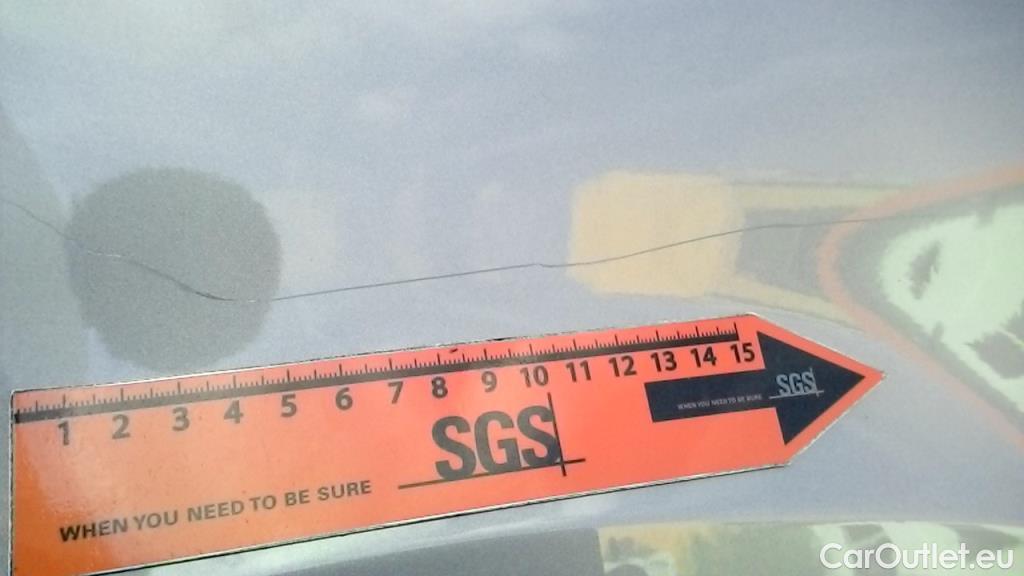 1 2 3 4 5 6 7 8 9 10 11 12 13 14 15
SGS
WHEN YOU NEED TO BE SURE
SGS
WHEN YOU NEED TO BE SURE
CarOutlet.eu